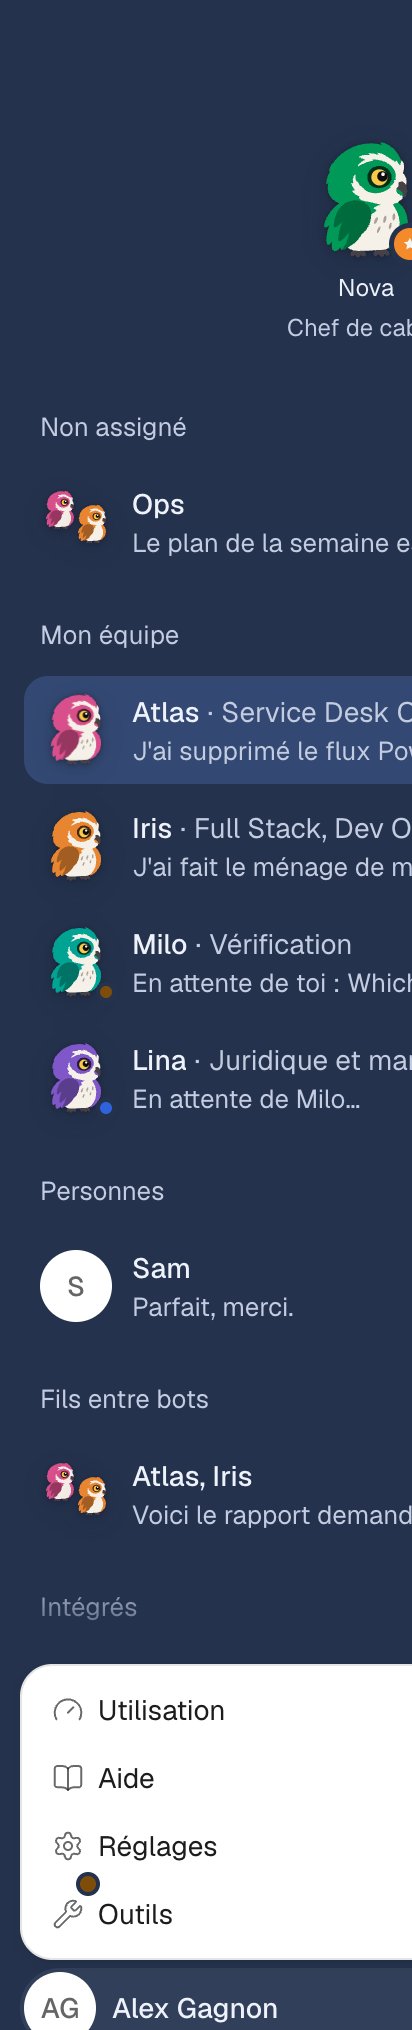 Nova
Chef de cab
Non assigné
Ops
Le plan de la semaine e
Mon équipe
Atlas · Service Desk
J'ai supprimé le flux
Iris · Full Stack, Dev
J'ai fait le ménage de
Milo · Vérification
En attente de toi : Which
Lina · Juridique et
En attente de Milo...
Personnes
S
Sam
Parfait, merci.
Fils entre bots
Atlas, Iris
Voici le rapport demand
Intégrés
Utilisation
Aide
Réglages
Outils
AG
Alex Gagnon